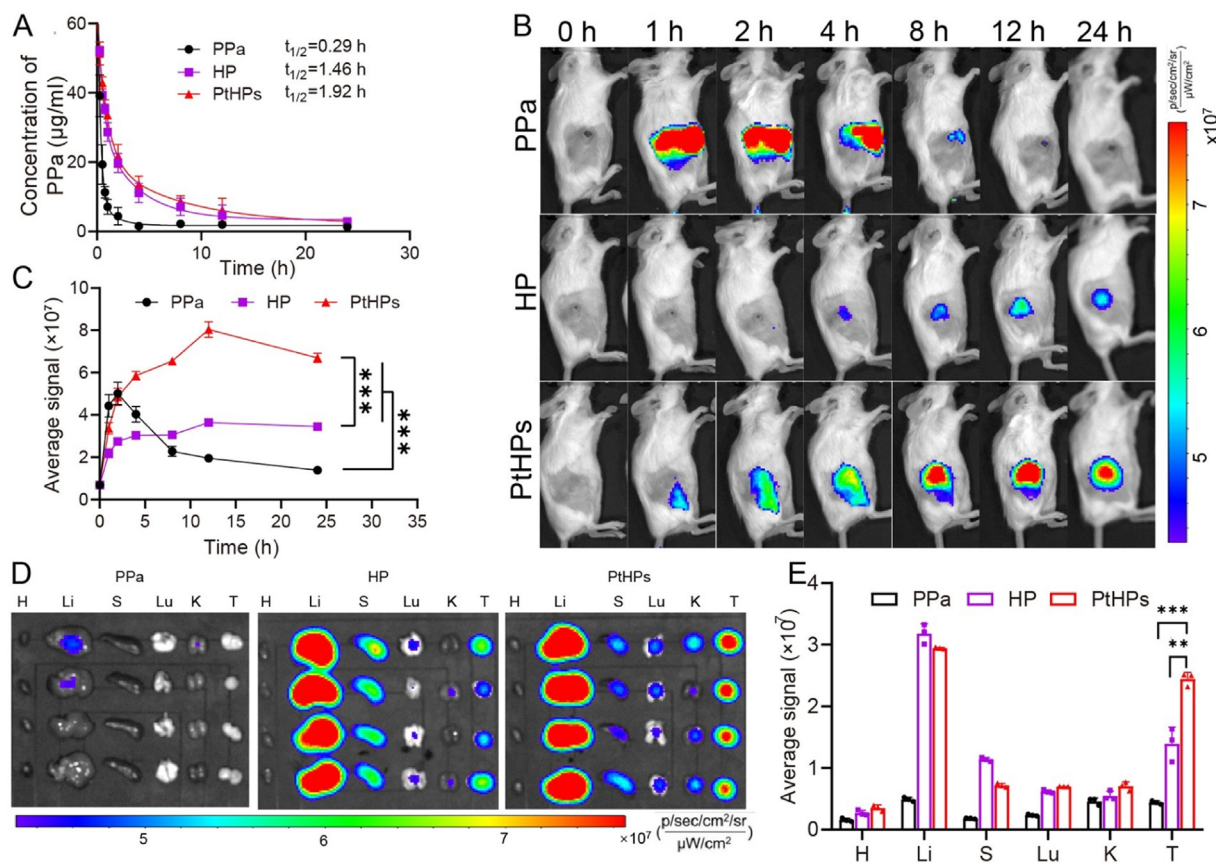 A
60
40
20
0
Concentration of
PPa (μg/ml)
PPa t1/2=0.29 h
HP t1/2=1.46 h
PtHPs t1/2=1.92 h
0 10 20 30
Time (h)
B
0 h 1 h 2 h 4 h 8 h 12 h 24 h
PPa
HP
PtHPs
(p/sec/cm²/sr / μW/cm²)
×10⁷
7
6
5
C
PPa HP PtHPs
10
8
6
4
2
0
Average signal (×10⁷)
***
***
0 5 10 15 20 25 30 35
Time (h)
D
PPa HP PtHPs
H Li S Lu K T H Li S Lu K T H Li S Lu K T
5 6 7 ×10⁷ (p/sec/cm²/sr / μW/cm²)
E
PPa HP PtHPs
4
3
2
1
0
Average signal (×10⁷)
***
**
H Li S Lu K T